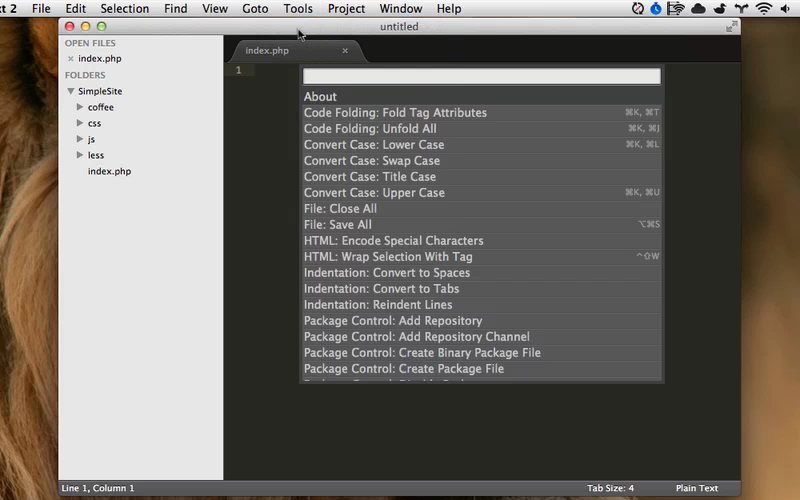 xt 2 File Edit Selection Find View Goto Tools Project Window Help
untitled
OPEN FILES
× index.php
FOLDERS
SimpleSite
coffee
css
js
less
index.php
index.php ×
1
About
Code Folding: Fold Tag Attributes ⌘K, ⌘T
Code Folding: Unfold All ⌘K, ⌘J
Convert Case: Lower Case ⌘K, ⌘L
Convert Case: Swap Case
Convert Case: Title Case
Convert Case: Upper Case ⌘K, ⌘U
File: Close All
File: Save All ⌥⌘S
HTML: Encode Special Characters
HTML: Wrap Selection With Tag ^⇧W
Indentation: Convert to Spaces
Indentation: Convert to Tabs
Indentation: Reindent Lines
Package Control: Add Repository
Package Control: Add Repository Channel
Package Control: Create Binary Package File
Package Control: Create Package File
Line 1, Column 1 Tab Size: 4 Plain Text